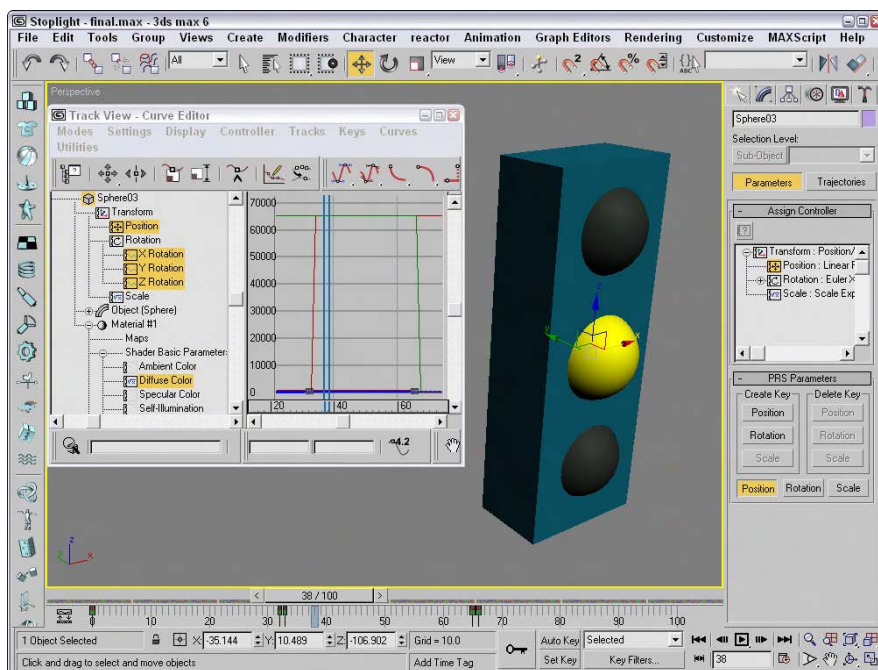 Stoplight - final.max - 3ds max 6
File Edit Tools Group Views Create Modifiers Character reactor Animation Graph Editors Rendering Customize MAXScript Help
All
View
ABC
Perspective
Track View - Curve Editor
Modes Settings Display Controller Tracks Keys Curves
Utilities
Sphere03
Transform
Position
Rotation
X Rotation
Y Rotation
Z Rotation
Scale
Object (Sphere)
Material #1
Maps
Shader Basic Parameter:
Ambient Color
Diffuse Color
Specular Color
Self-Illumination
70000
60000
50000
40000
30000
20000
10000
0
20 40 60
4.2
z
y
x
z
y
x
Sphere03
Selection Level:
Sub-Object
Parameters Trajectories
- Assign Controller
Transform : Position/
Position : Linear F
Rotation : Euler X
Scale : Scale Exp
- PRS Parameters
Create Key Delete Key
Position Position
Rotation Rotation
Scale Scale
Position Rotation Scale
< 38 / 100 >
0 10 20 30 40 50 60 70 80 90 100
1 Object Selected X: -35.144 Y: 10.489 Z: -106.902 Grid = 10.0 Auto Key Selected
Click and drag to select and move objects Add Time Tag Set Key Key Filters... 38